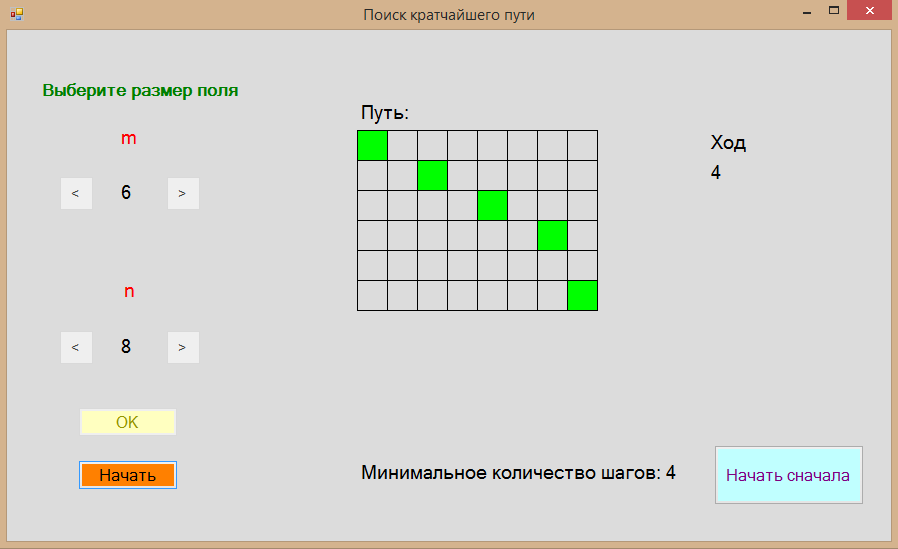 Поиск кратчайшего пути
Выберите размер поля
m
< 6 >
n
< 8 >
OK
Начать
Путь:
Ход
4
Минимальное количество шагов: 4
Начать сначала